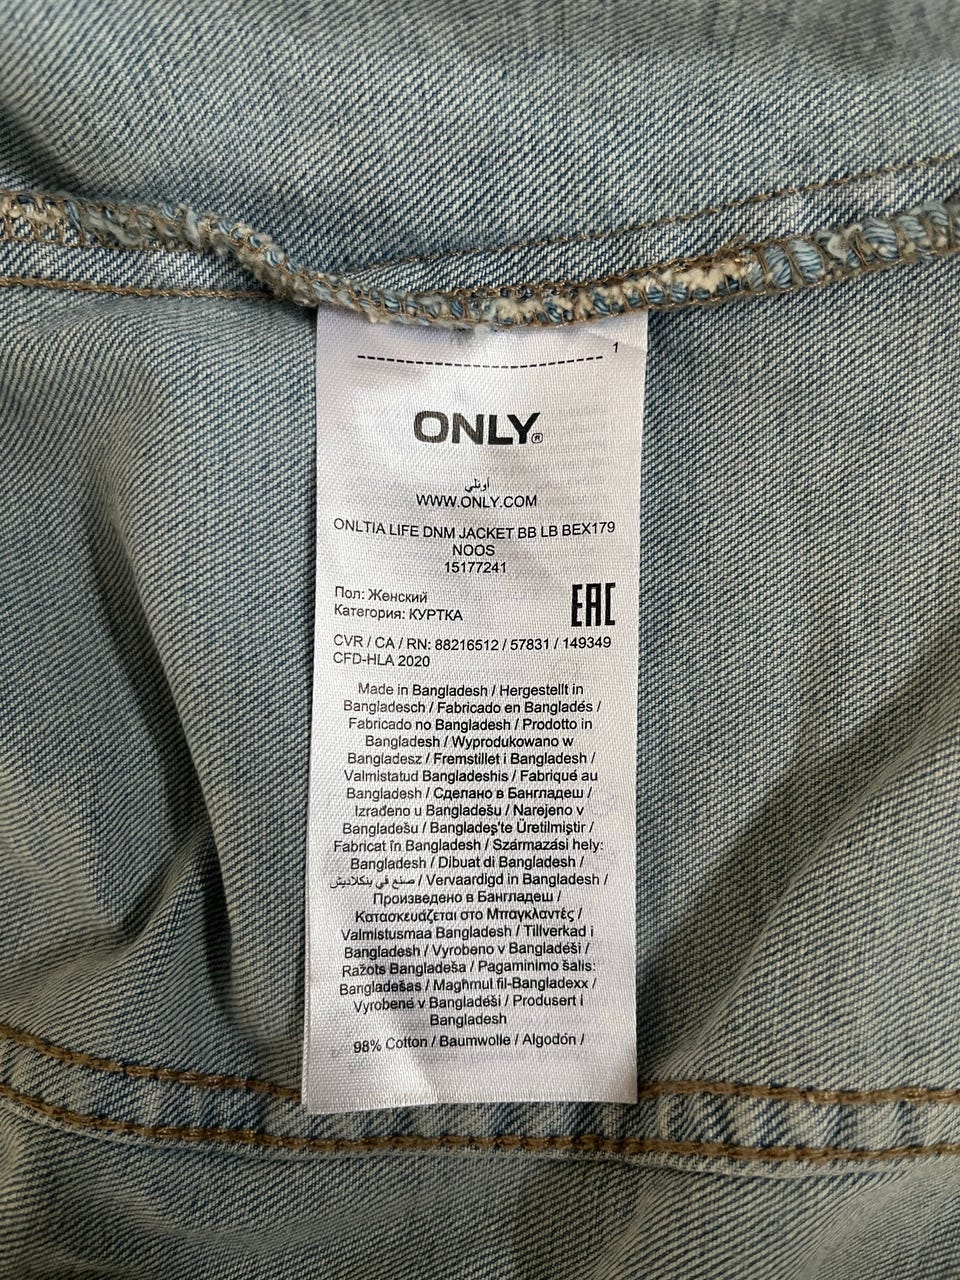 1
ONLY®
اونلي
WWW.ONLY.COM
ONLTIA LIFE DNM JACKET BB LB BEX179
NOOS
15177241
Пол: Женский
Категория: КУРТКА
EAC
CVR / CA / RN: 88216512 / 57831 / 149349
CFD-HLA 2020
Made in Bangladesh / Hergestellt in
Bangladesch / Fabricado en Bangladés /
Fabricado no Bangladesh / Prodotto in
Bangladesh / Wyprodukowano w
Bangladesz / Fremstillet i Bangladesh /
Valmistatud Bangladeshis / Fabriqué au
Bangladesh / Сделано в Бангладеш /
Izrađeno u Bangladešu / Narejeno v
Bangladešu / Bangladeş'te Üretilmiştir /
Fabricat în Bangladesh / Származási hely:
Bangladesh / Dibuat di Bangladesh /
صنع في بنكلاديش / Vervaardigd in Bangladesh /
Произведено в Бангладеш /
Κατασκευάζεται στο Μπαγκλαντές /
Valmistusmaa Bangladesh / Tillverkad i
Bangladesh / Vyrobeno v Bangladéši /
Ražots Bangladeša / Pagaminimo šalis:
Bangladešas / Magħmul fil-Bangladexx /
Vyrobené v Bangladéši / Produsert i
Bangladesh
98% Cotton / Baumwolle / Algodón /